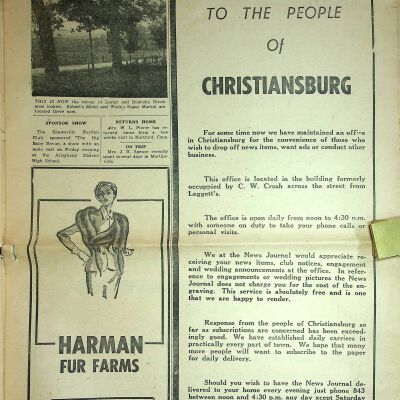 THIS IS HOW the corner of Lester and Roanoke Street
once looked. Robert's Motel and Wade's Super Market are
located there now.
SPONSOR SHOW
The Shawsville Ruritan
Club sponsored "The Hip
Baby Revue, a show with an
male cast on Friday evening
at the Alleghany District
High School.
RETURNS HOME
Mrs. W. L. Pierce has re-
turned home from a few
weeks visit in Hartford.
ON TRIP
Mrs. J. H. Spence recently
spent several days in Martins-
ville.
HARMAN
FUR FARMS
TO THE PEOPLE
Of
CHRISTIANSBURG
For some time now we have maintained an office
in Christiansburg for the convenience of those who
wish to drop off news items, want ads or conduct other
business.
This office is located in the building formerly
occuppied by C. W. Crush across the street from
Leggett's.
The office is open daily from noon to 4:30 p.m.
with someone on duty to take your phone calls or
personal visits.
We at the News Journal would appreciate re-
ceiving your news items, club notices, engagement
and wedding announcements at the office. In refer-
ence to engagements or wedding pictures the News
Journal does not charge you for the cost of the en-
graving. This service is absolutely free and is one
that we are happy to render.
Response from the people of Christiansburg so
far as subscriptions are concerned has been exceed-
ingly good. We have established daily carriers in
practically every part of town. We hope that many
more people will want to subscribe to the paper
for daily delivery.
Should you wish to have the News Journal de-
livered to your home every evening just phone 843
between noon and 4:30 p.m. any day except Saturday